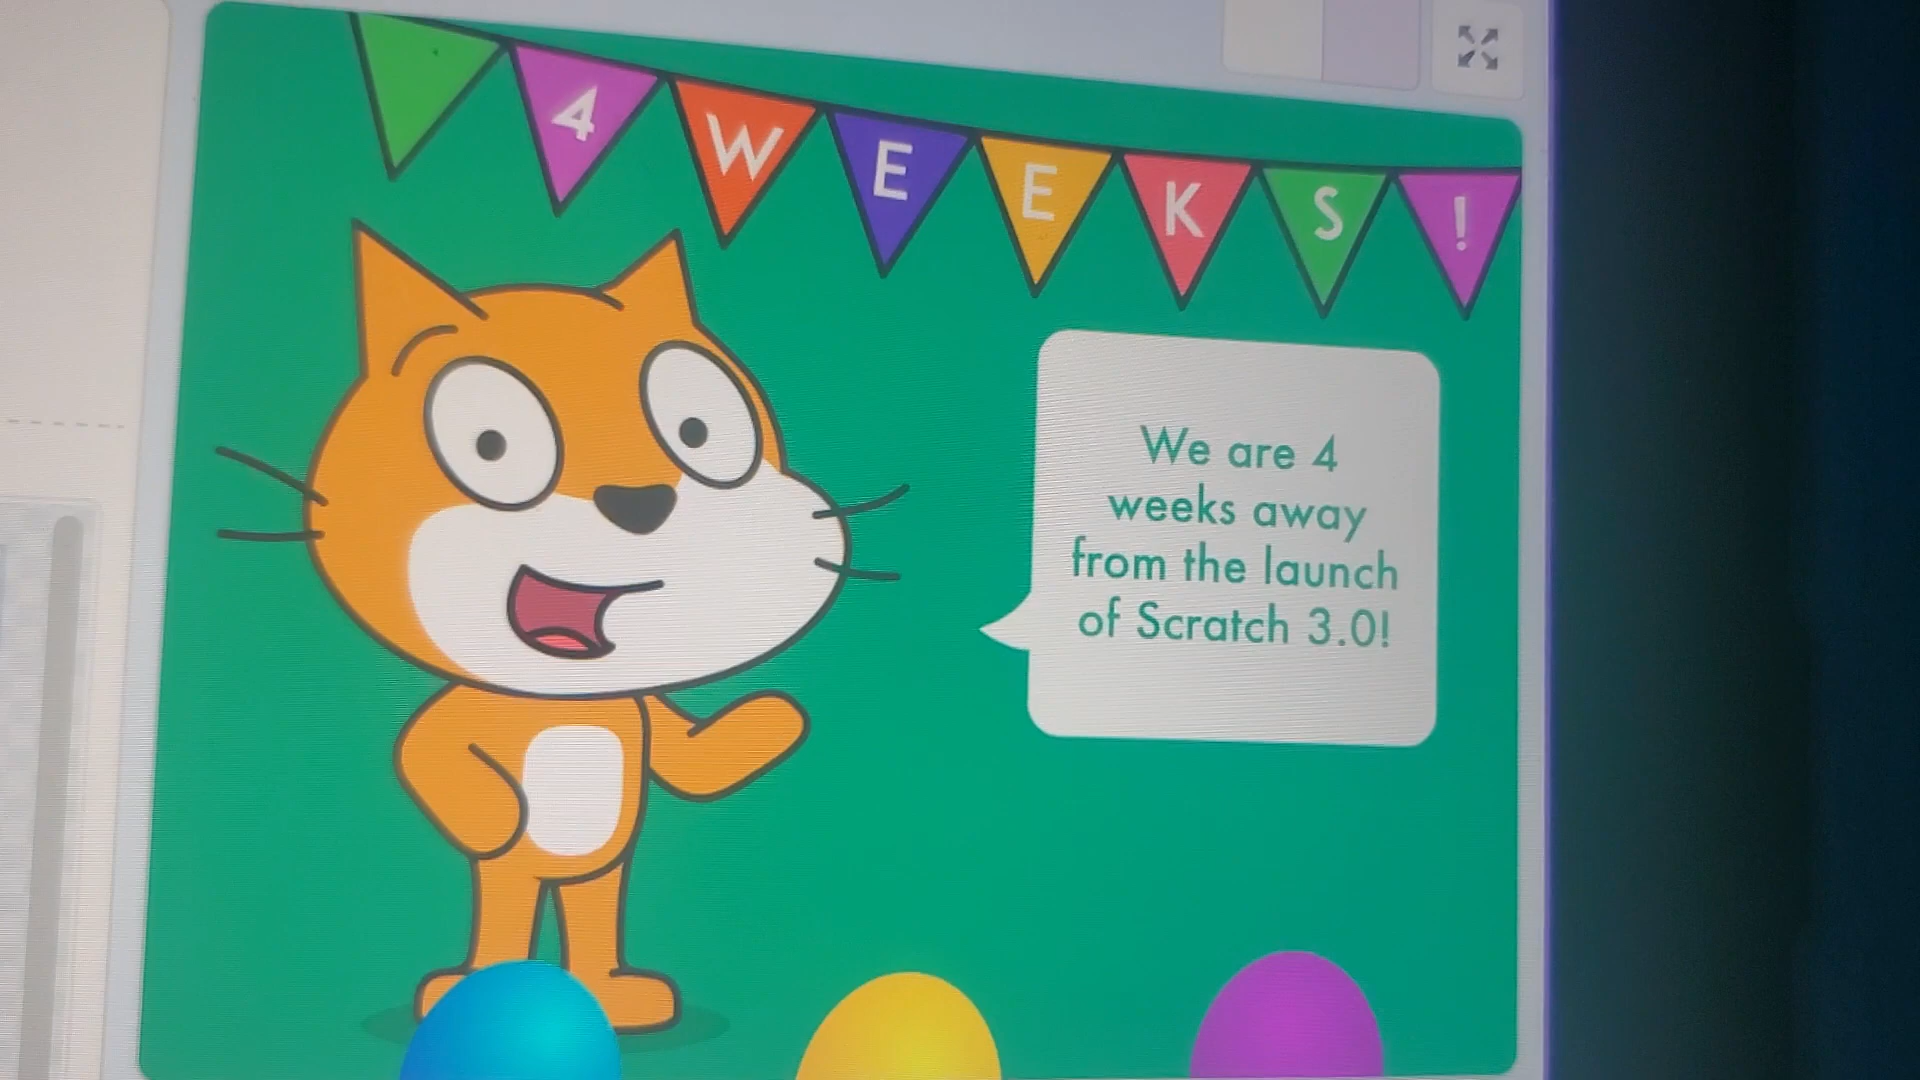 4 WEEKS!
We are 4
weeks away
from the launch
of Scratch 3.0!